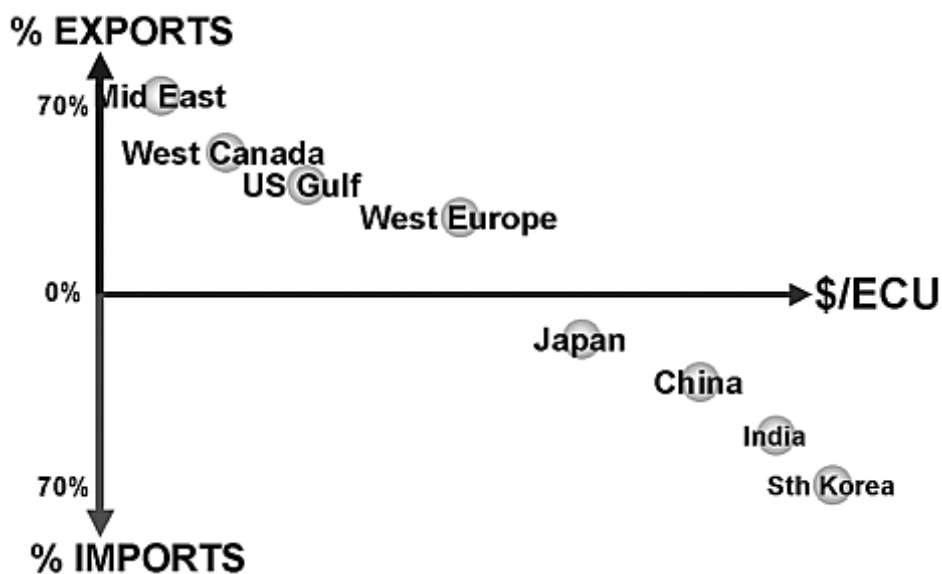 % EXPORTS
70%
Mid East
West Canada
US Gulf
West Europe
0%
$/ECU
Japan
China
India
70%
Sth Korea
% IMPORTS